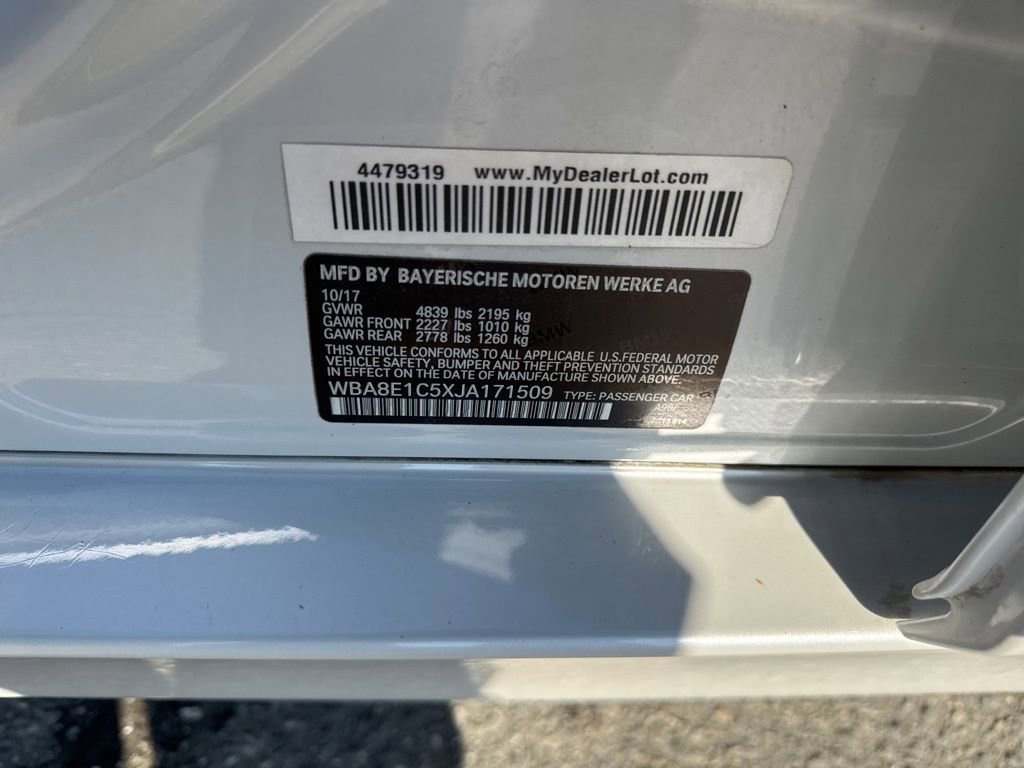 4479319 www.MyDealerLot.com
MFD BY BAYERISCHE MOTOREN WERKE AG
10/17
GVWR 4839 lbs 2195 kg
GAWR FRONT 2227 lbs 1010 kg
GAWR REAR 2778 lbs 1260 kg
THIS VEHICLE CONFORMS TO ALL APPLICABLE U.S.FEDERAL MOTOR
VEHICLE SAFETY, BUMPER AND THEFT PREVENTION STANDARDS
IN EFFECT ON THE DATE OF MANUFACTURE SHOWN ABOVE.
WBA8E1C5XJA171509 TYPE: PASSENGER CAR